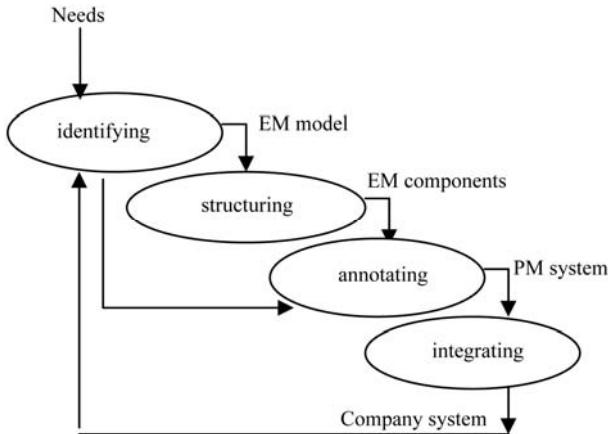 Needs
identifying
EM model
structuring
EM components
annotating
PM system
integrating
Company system